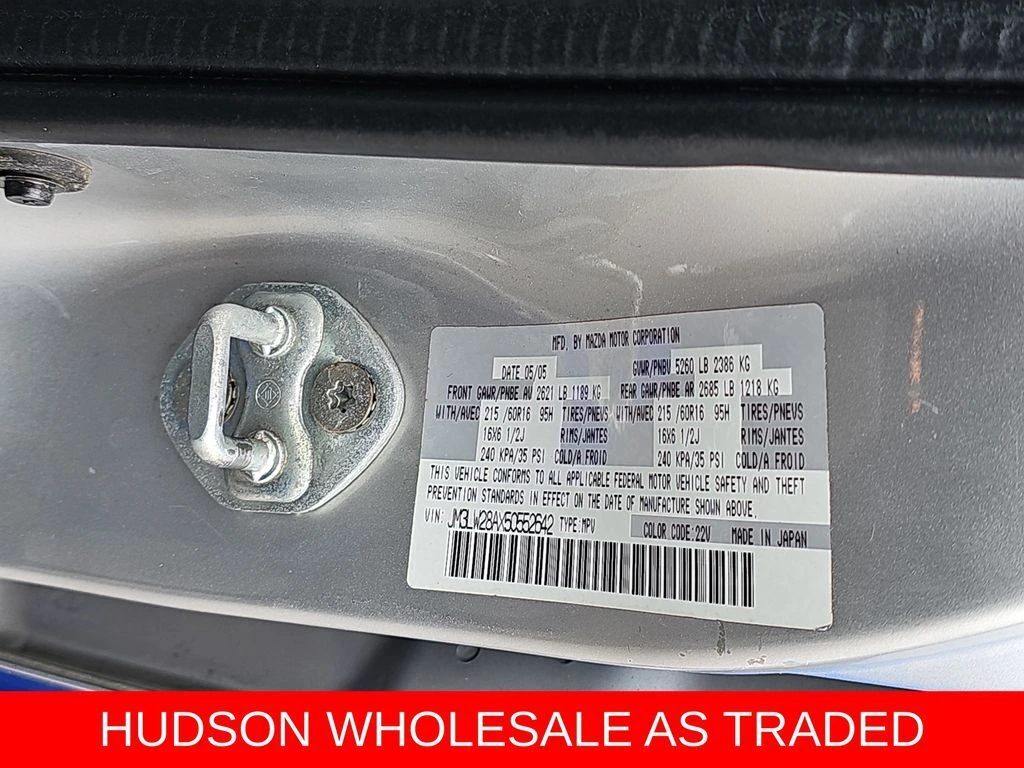 MFD. BY MAZDA MOTOR CORPORATION
DATE 05/05 GVWR/PNBV 5260 LB 2386 KG
FRONT GAWR/PNBE AV 2621 LB 1189 KG REAR GAWR/PNBE AR 2685 LB 1218 KG
WITH/AVEC 215 /60R16 95H TIRES/PNEUS WITH/AVEC 215 /60R16 95H TIRES/PNEUS
16X6 1/2J RIMS/JANTES 16X6 1/2J RIMS/JANTES
240 KPA/35 PSI COLD/A FROID 240 KPA/35 PSI COLD/A FROID
THIS VEHICLE CONFORMS TO ALL APPLICABLE FEDERAL MOTOR VEHICLE SAFETY AND THEFT
PREVENTION STANDARDS IN EFFECT ON THE DATE OF MANUFACTURE SHOWN ABOVE.
VIN: JM3LW28AX50552642 TYPE:MPV COLOR CODE:22V MADE IN JAPAN
HUDSON WHOLESALE AS TRADED